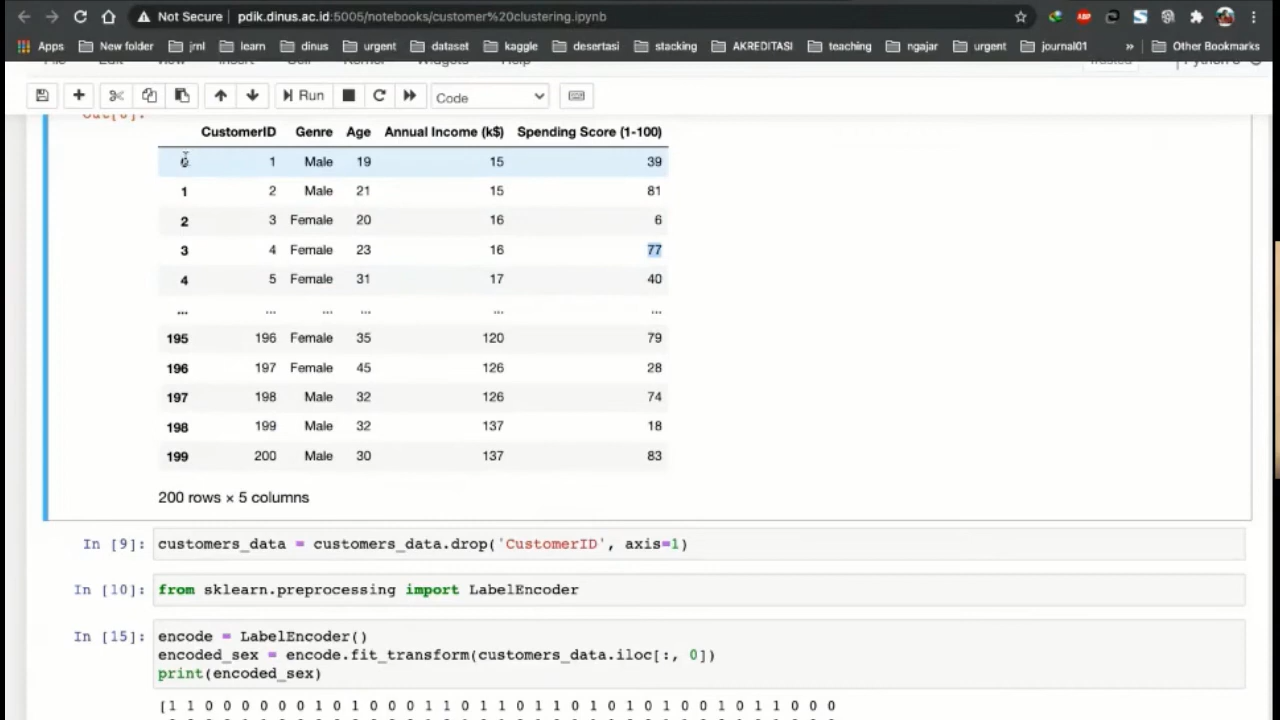 Not Secure | pdik.dinus.ac.id:5005/notebooks/customer%20clustering.ipynb
Apps New folder jrnl learn dinus urgent dataset kaggle desertasi stacking AKREDITASI teaching ngajar urgent journal01 » Other Bookmarks
Run Code
CustomerID Genre Age Annual Income (k$) Spending Score (1-100)
0 1 Male 19 15 39
1 2 Male 21 15 81
2 3 Female 20 16 6
3 4 Female 23 16 77
4 5 Female 31 17 40
... ... ... ... ... ...
195 196 Female 35 120 79
196 197 Female 45 126 28
197 198 Male 32 126 74
198 199 Male 32 137 18
199 200 Male 30 137 83
200 rows × 5 columns
In [9]: customers_data = customers_data.drop('CustomerID', axis=1)
In [10]: from sklearn.preprocessing import LabelEncoder
In [15]: encode = LabelEncoder()
encoded_sex = encode.fit_transform(customers_data.iloc[:, 0])
print(encoded_sex)
[1 1 0 0 0 0 0 0 1 0 1 0 0 0 1 1 0 1 1 0 1 1 0 1 0 1 0 0 1 0 1 1 0 0 0